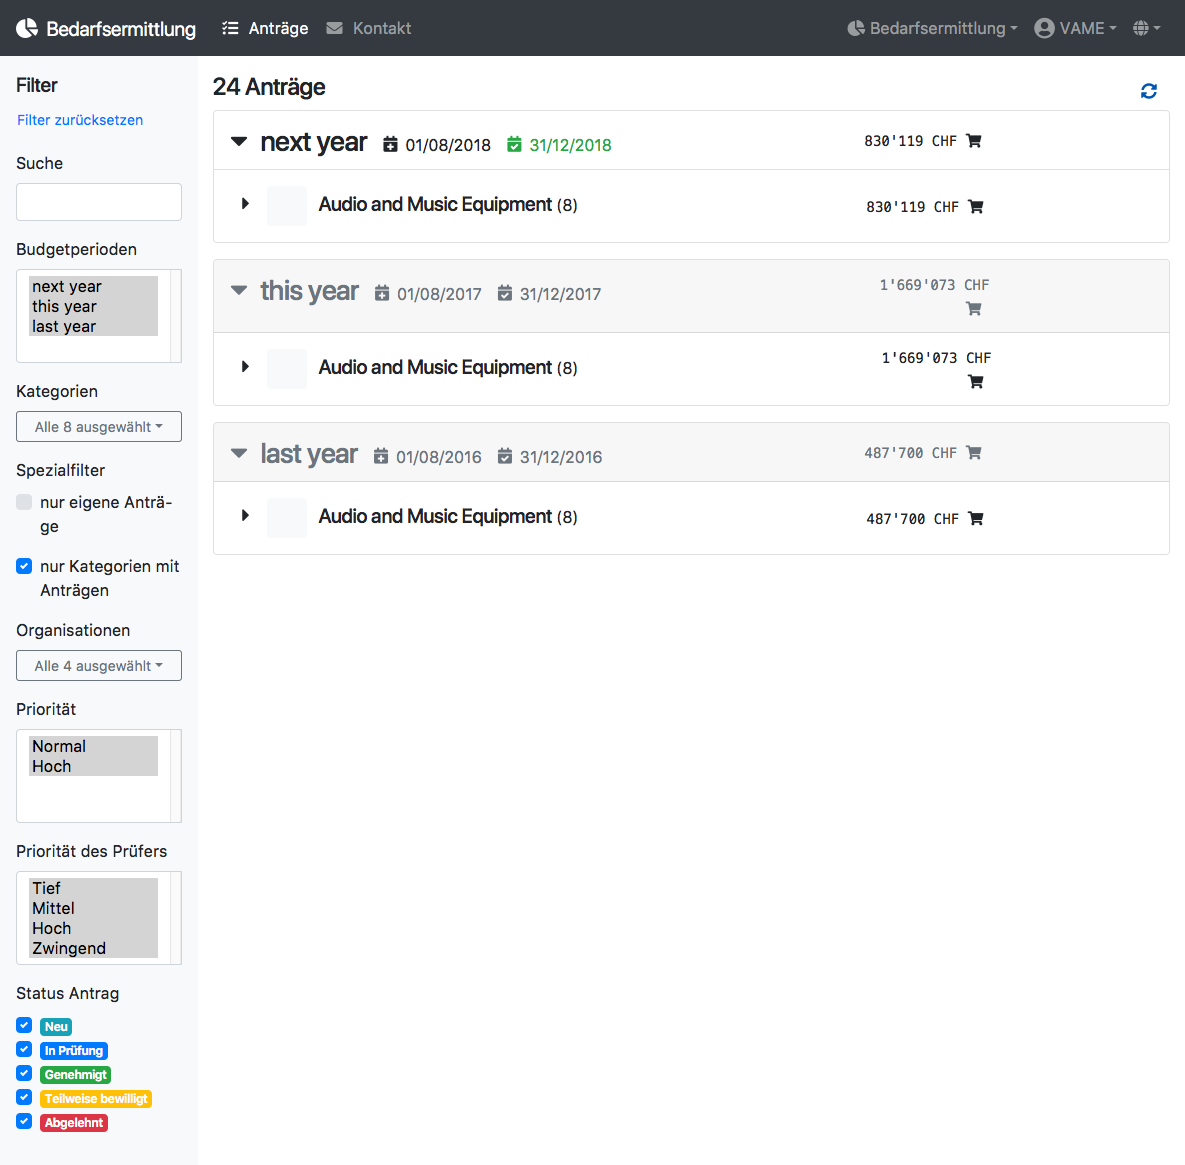 Bedarfsermittlung Anträge Kontakt Bedarfsermittlung VAME
Filter
Filter zurücksetzen
Suche
Budgetperioden
next year
this year
last year
Kategorien
Alle 8 ausgewählt
Spezialfilter
nur eigene Anträ-
ge
nur Kategorien mit
Anträgen
Organisationen
Alle 4 ausgewählt
Priorität
Normal
Hoch
Priorität des Prüfers
Tief
Mittel
Hoch
Zwingend
Status Antrag
Neu
In Prüfung
Genehmigt
Teilweise bewilligt
Abgelehnt
24 Anträge
next year 01/08/2018 31/12/2018 830'119 CHF
Audio and Music Equipment (8) 830'119 CHF
this year 01/08/2017 31/12/2017 1'669'073 CHF
Audio and Music Equipment (8) 1'669'073 CHF
last year 01/08/2016 31/12/2016 487'700 CHF
Audio and Music Equipment (8) 487'700 CHF